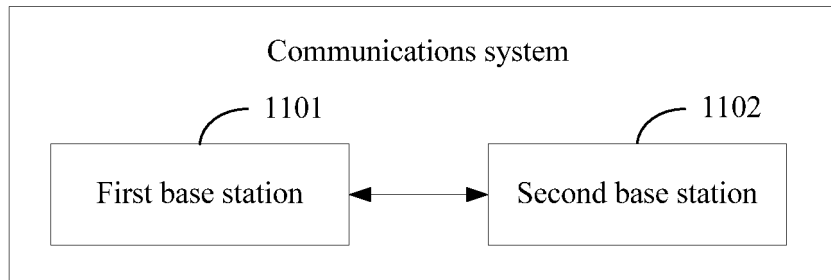 Communications system
1101
1102
First base station
Second base station